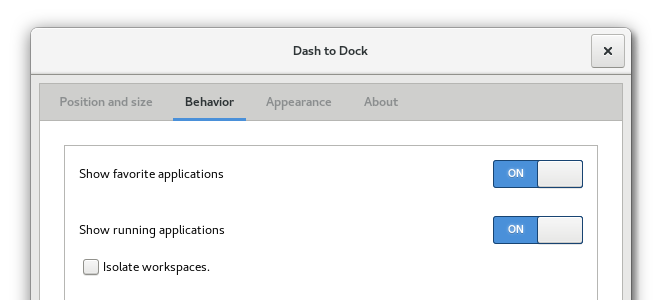 Dash to Dock
Position and size Behavior Appearance About
Show favorite applications ON
Show running applications ON
Isolate workspaces.